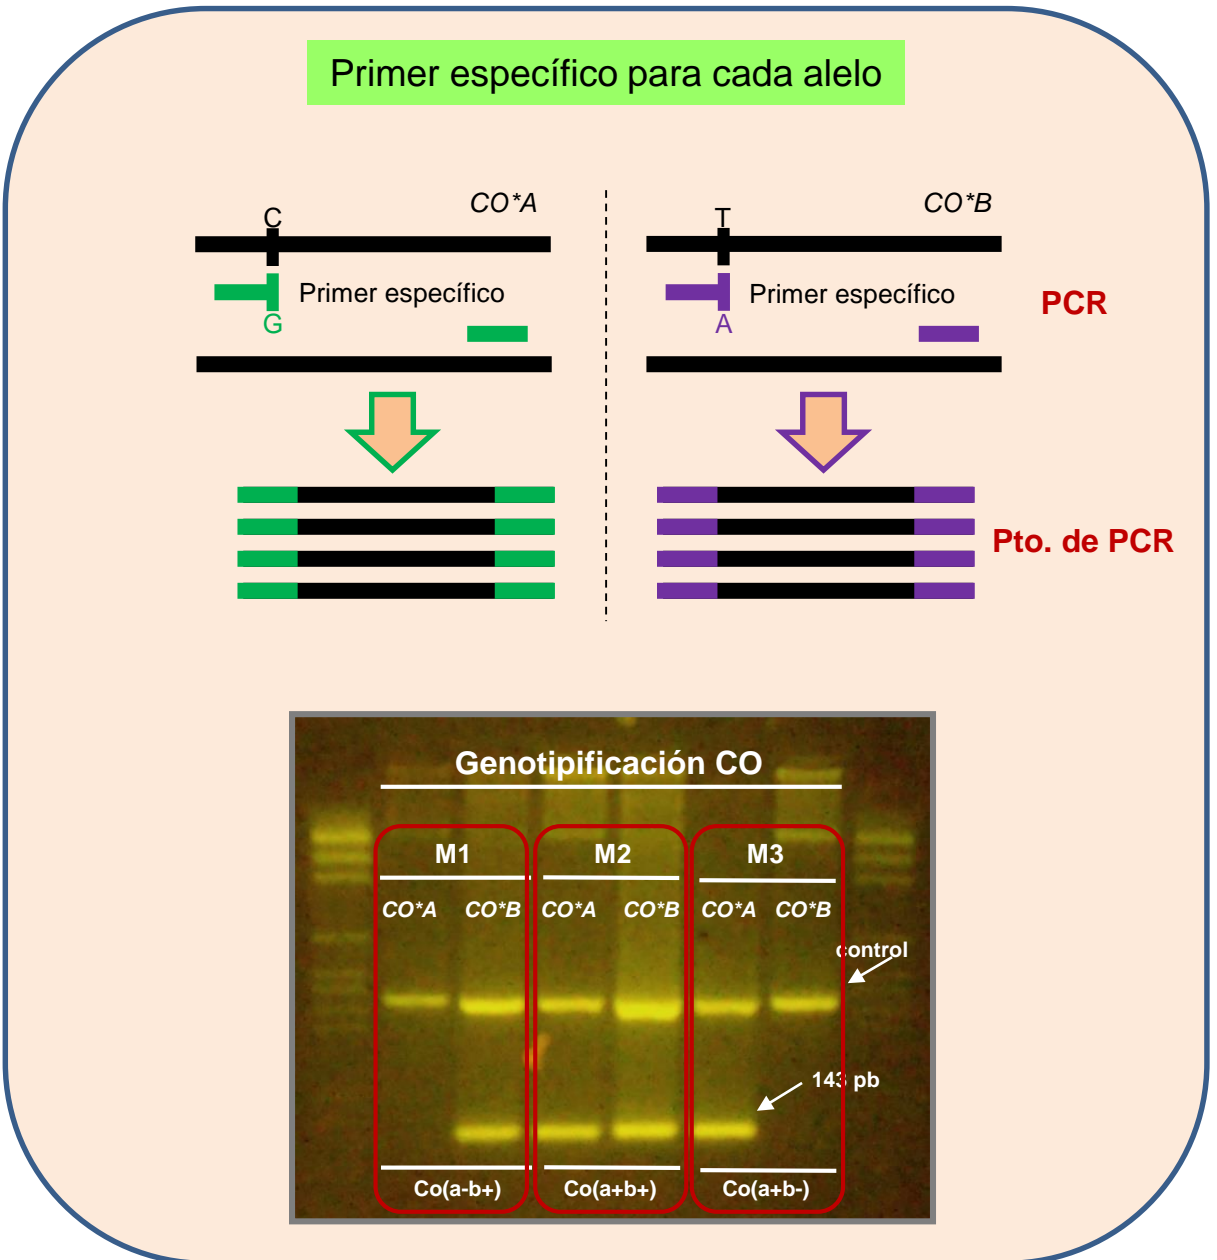 Primer específico para cada alelo
CO*A
CO*B
C
T
Primer específico
Primer específico
PCR
G
A
Pto. de PCR
Genotipificación CO
M1
M2
M3
CO*A CO*B CO*A CO*B CO*A CO*B
control
143 pb
Co(a-b+)
Co(a+b+)
Co(a+b-)